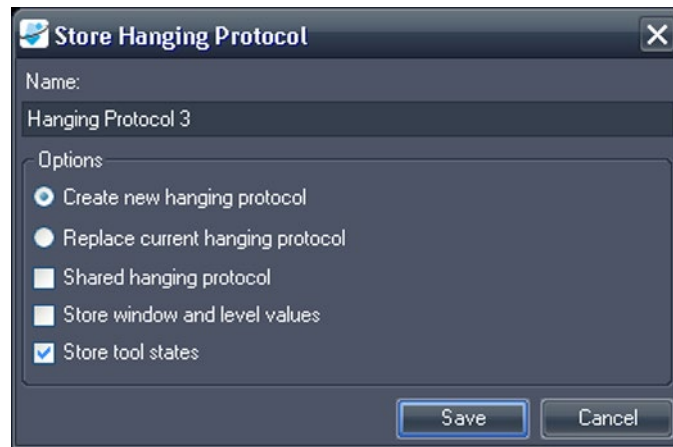 Store Hanging Protocol
Name:
Hanging Protocol 3
Options
Create new hanging protocol
Replace current hanging protocol
Shared hanging protocol
Store window and level values
Store tool states
Save Cancel